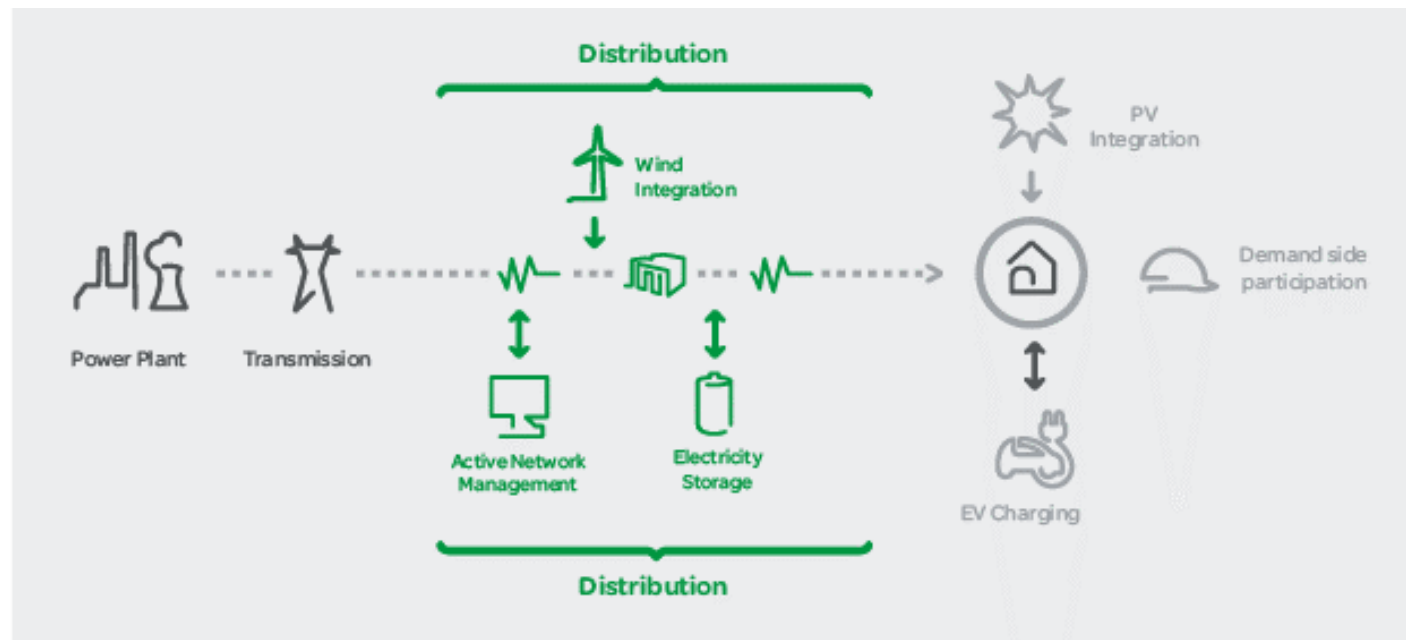 Distribution
Wind
Integration
PV
Integration
Demand side
participation
Power Plant
Transmission
Active Network
Management
Electricity
Storage
EV Charging
Distribution